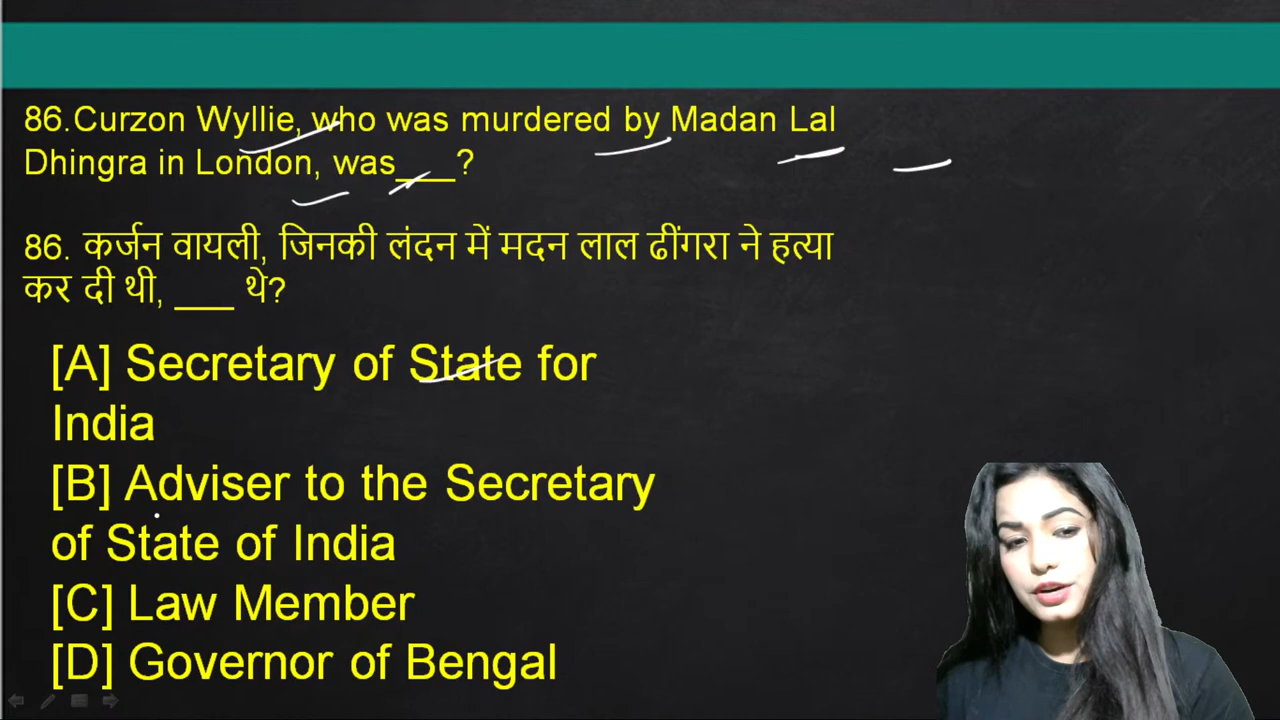 86.Curzon Wyllie, who was murdered by Madan Lal
Dhingra in London, was___?
86. कर्जन वायली, जिनकी लंदन में मदन लाल ढींगरा ने हत्या
कर दी थी, ___ थे?
[A] Secretary of State for
India
[B] Adviser to the Secretary
of State of India
[C] Law Member
[D] Governor of Bengal